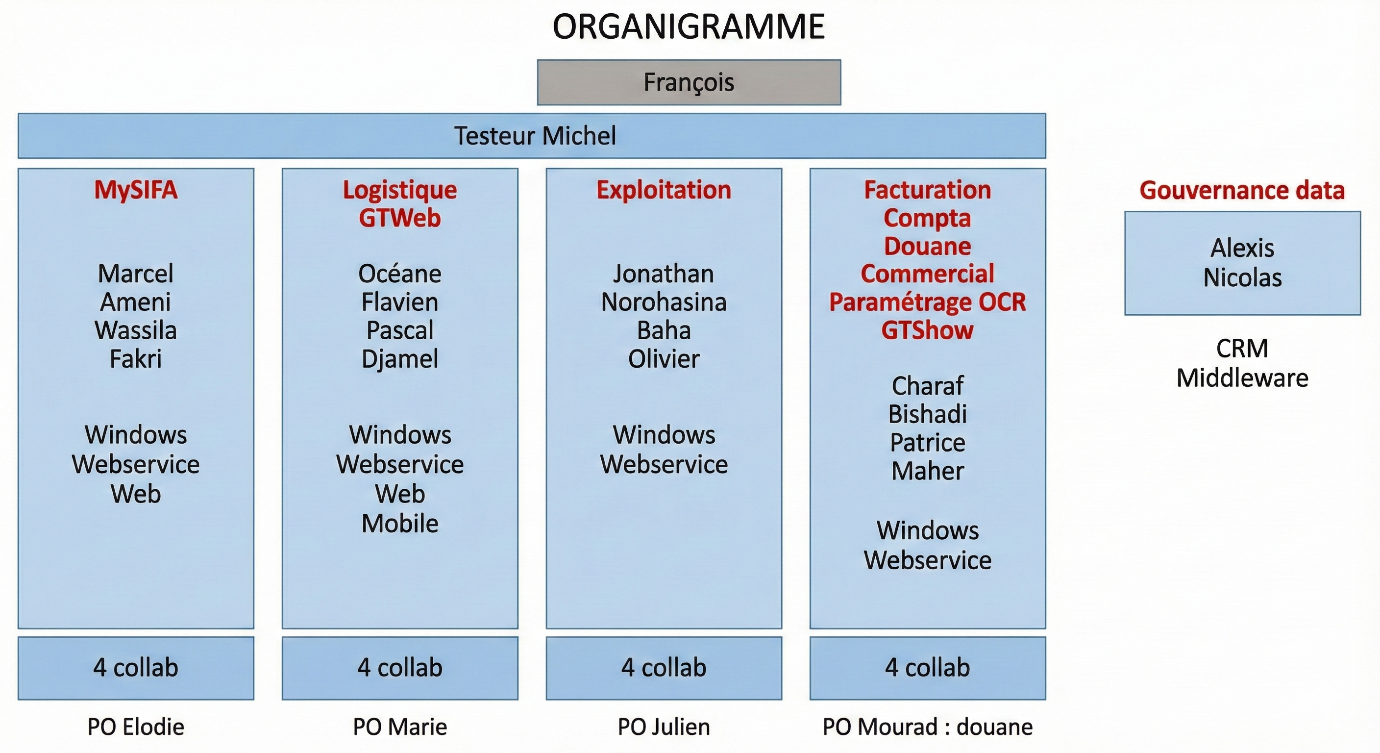 ORGANIGRAMME
François
Testeur Michel
MySIFA
Marcel
Ameni
Wassila
Fakri
Windows
Webservice
Web
4 collab
PO Elodie
Logistique
GTWeb
Océane
Flavien
Pascal
Djamel
Windows
Webservice
Web
Mobile
4 collab
PO Marie
Exploitation
Jonathan
Norohasina
Baha
Olivier
Windows
Webservice
4 collab
PO Julien
Facturation
Compta
Douane
Commercial
Paramétrage OCR
GTShow
Charaf
Bishadi
Patrice
Maher
Windows
Webservice
4 collab
PO Mourad : douane
Gouvernance data
Alexis
Nicolas
CRM
Middleware